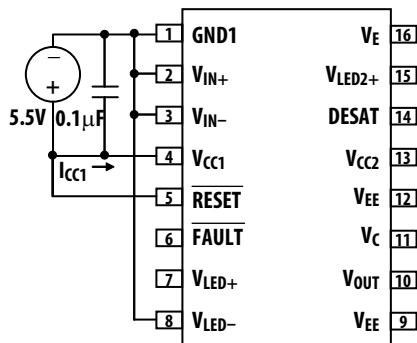 1 GND1 VE 16
2 VIN+ VLED2+ 15
3 VIN- DESAT 14
5.5V 0.1µF
4 VCC1 VCC2 13
ICC1
5 RESET VEE 12
6 FAULT VC 11
7 VLED+ VOUT 10
8 VLED- VEE 9